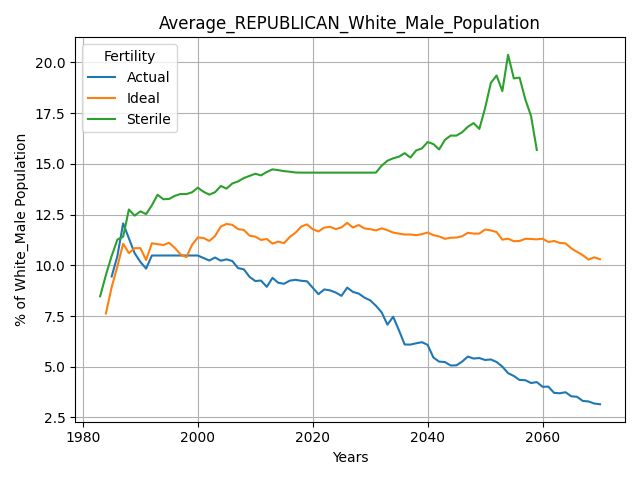 Average_REPUBLICAN_White_Male_Population
Fertility
Actual
Ideal
Sterile
% of White_Male Population
20.0
17.5
15.0
12.5
10.0
7.5
5.0
2.5
1980
2000
2020
2040
2060
Years